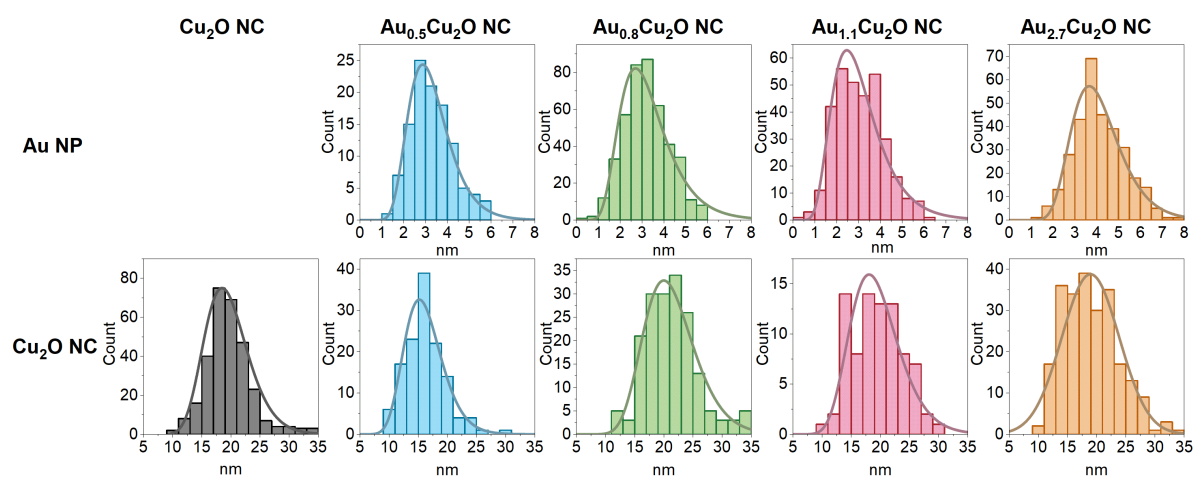 Cu₂O NC
Au₀.₅Cu₂O NC
Au₀.₈Cu₂O NC
Au₁.₁Cu₂O NC
Au₂.₇Cu₂O NC
Au NP
Count
25
20
15
10
5
0
0 1 2 3 4 5 6 7 8
nm
Count
80
60
40
20
0
0 1 2 3 4 5 6 7 8
nm
Count
60
50
40
30
20
10
0
0 1 2 3 4 5 6 7 8
nm
Count
70
60
50
40
30
20
10
0
0 1 2 3 4 5 6 7 8
nm
Cu₂O NC
Count
80
60
40
20
0
5 10 15 20 25 30 35
nm
Count
40
30
20
10
0
5 10 15 20 25 30 35
nm
Count
35
30
25
20
15
10
5
0
5 10 15 20 25 30 35
nm
Count
15
10
5
0
5 10 15 20 25 30 35
nm
Count
40
30
20
10
0
5 10 15 20 25 30 35
nm